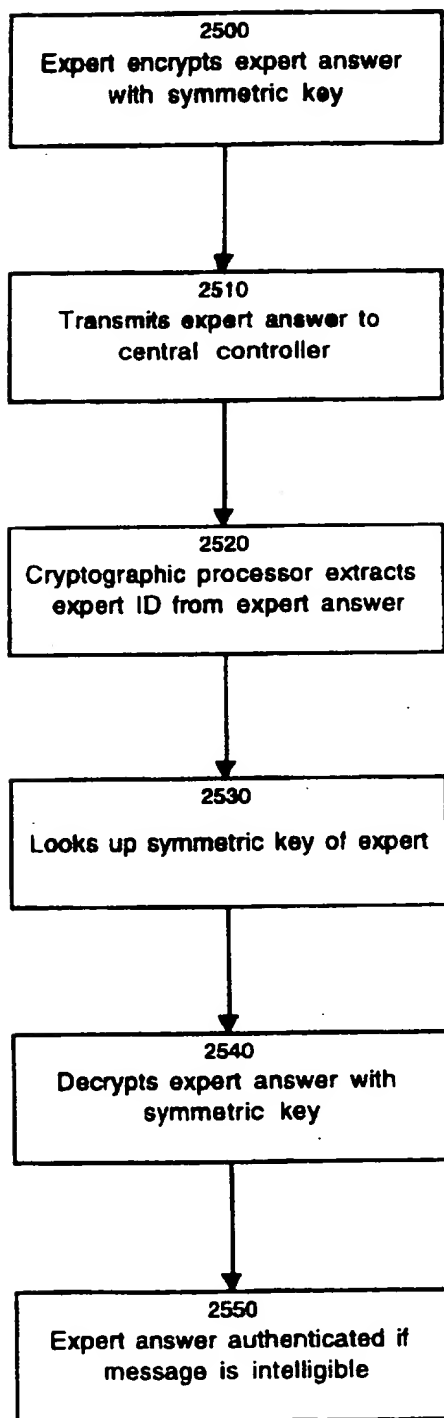 2500
Expert encrypts expert answer
with symmetric key
2510
Transmits expert answer to
central controller
2520
Cryptographic processor extracts
expert ID from expert answer
2530
Looks up symmetric key of expert
2540
Decrypts expert answer with
symmetric key
2550
Expert answer authenticated if
message is intelligible